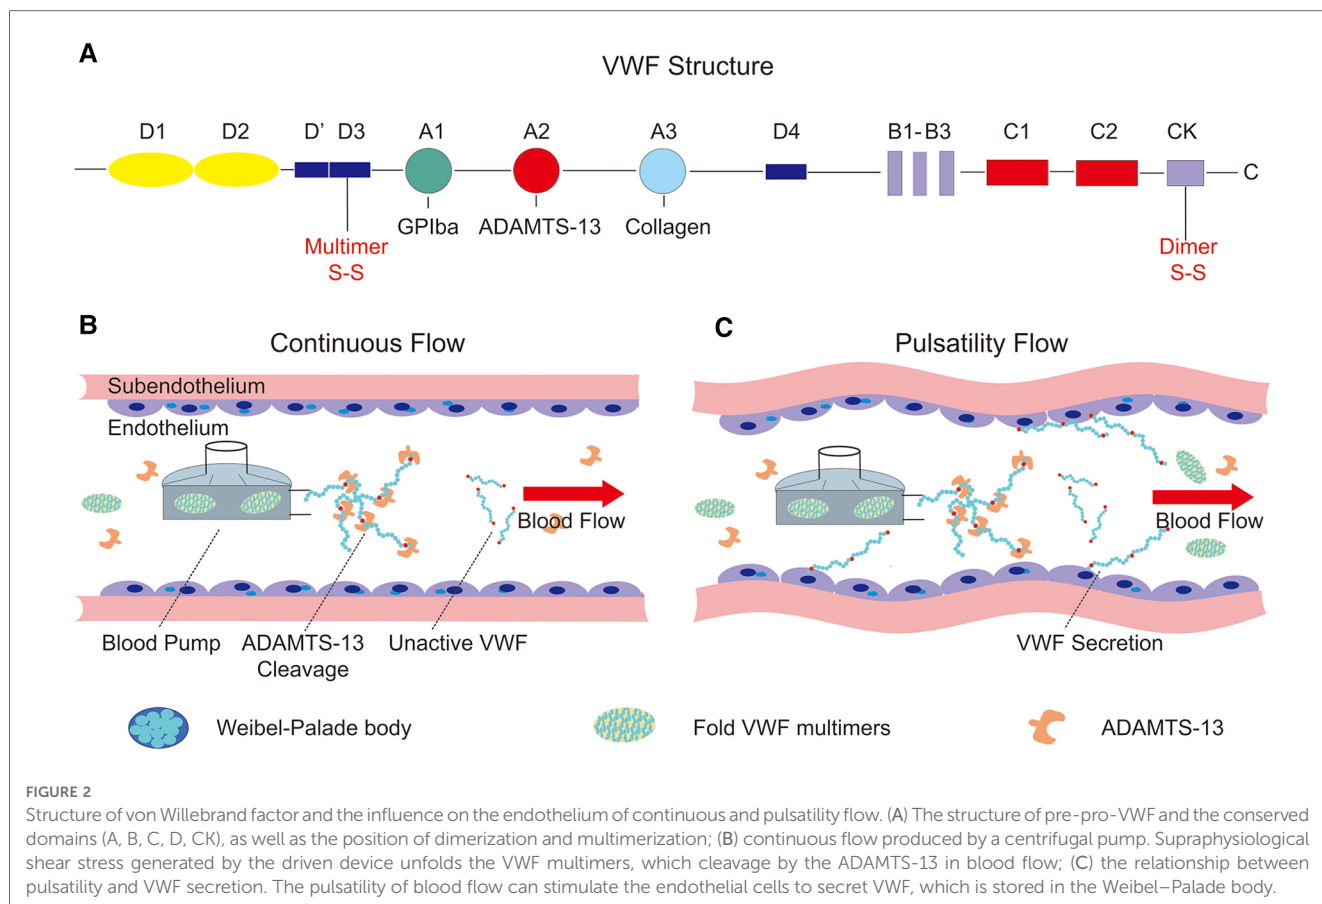 A
VWF Structure
D1 D2 D' D3 A1 A2 A3 D4 B1-B3 C1 C2 CK
C
GPIba ADAMTS-13 Collagen
Multimer
S-S
Dimer
S-S
B
Continuous Flow
Subendothelium
Endothelium
Blood Flow
Blood Pump
ADAMTS-13
Cleavage
Unactive VWF
C
Pulsatility Flow
Blood Flow
VWF Secretion
Weibel-Palade body
Fold VWF multimers
ADAMTS-13
FIGURE 2
Structure of von Willebrand factor and the influence on the endothelium of continuous and pulsatility flow. (A) The structure of pre-pro-VWF and the conserved
domains (A, B, C, D, CK), as well as the position of dimerization and multimerization; (B) continuous flow produced by a centrifugal pump. Supraphysiological
shear stress generated by the driven device unfolds the VWF multimers, which cleavage by the ADAMTS-13 in blood flow; (C) the relationship between
pulsatility and VWF secretion. The pulsatility of blood flow can stimulate the endothelial cells to secret VWF, which is stored in the Weibel–Palade body.